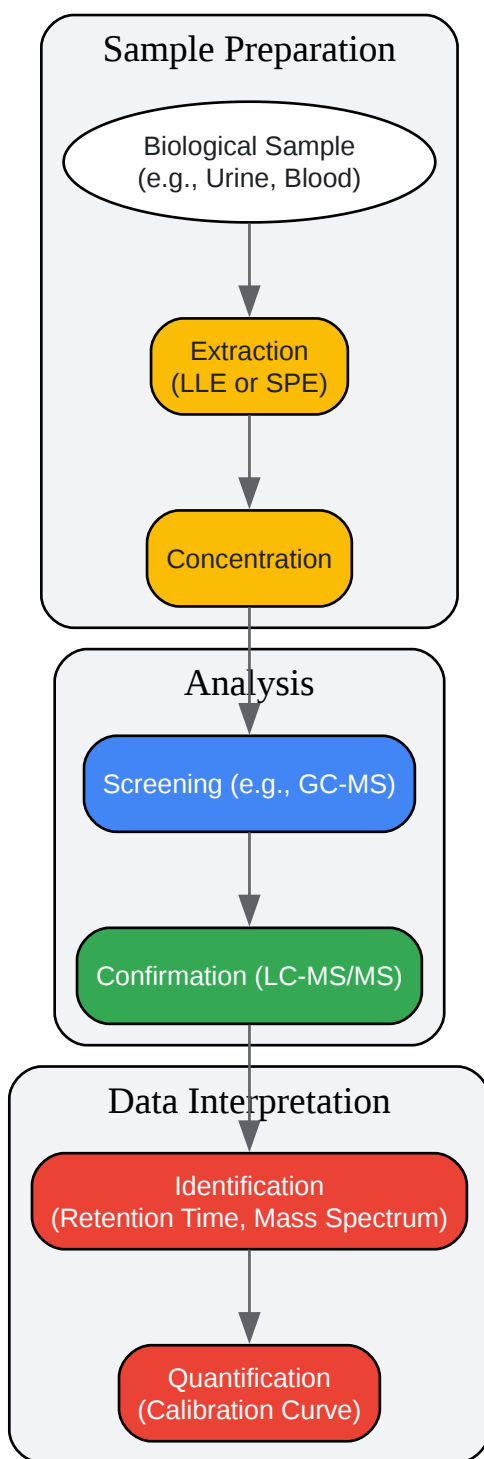 Sample Preparation
Biological Sample
(e.g., Urine, Blood)
Extraction
(LLE or SPE)
Concentration
Analysis
Screening (e.g., GC-MS)
Confirmation (LC-MS/MS)
Data Interpretation
Identification
(Retention Time, Mass Spectrum)
Quantification
(Calibration Curve)